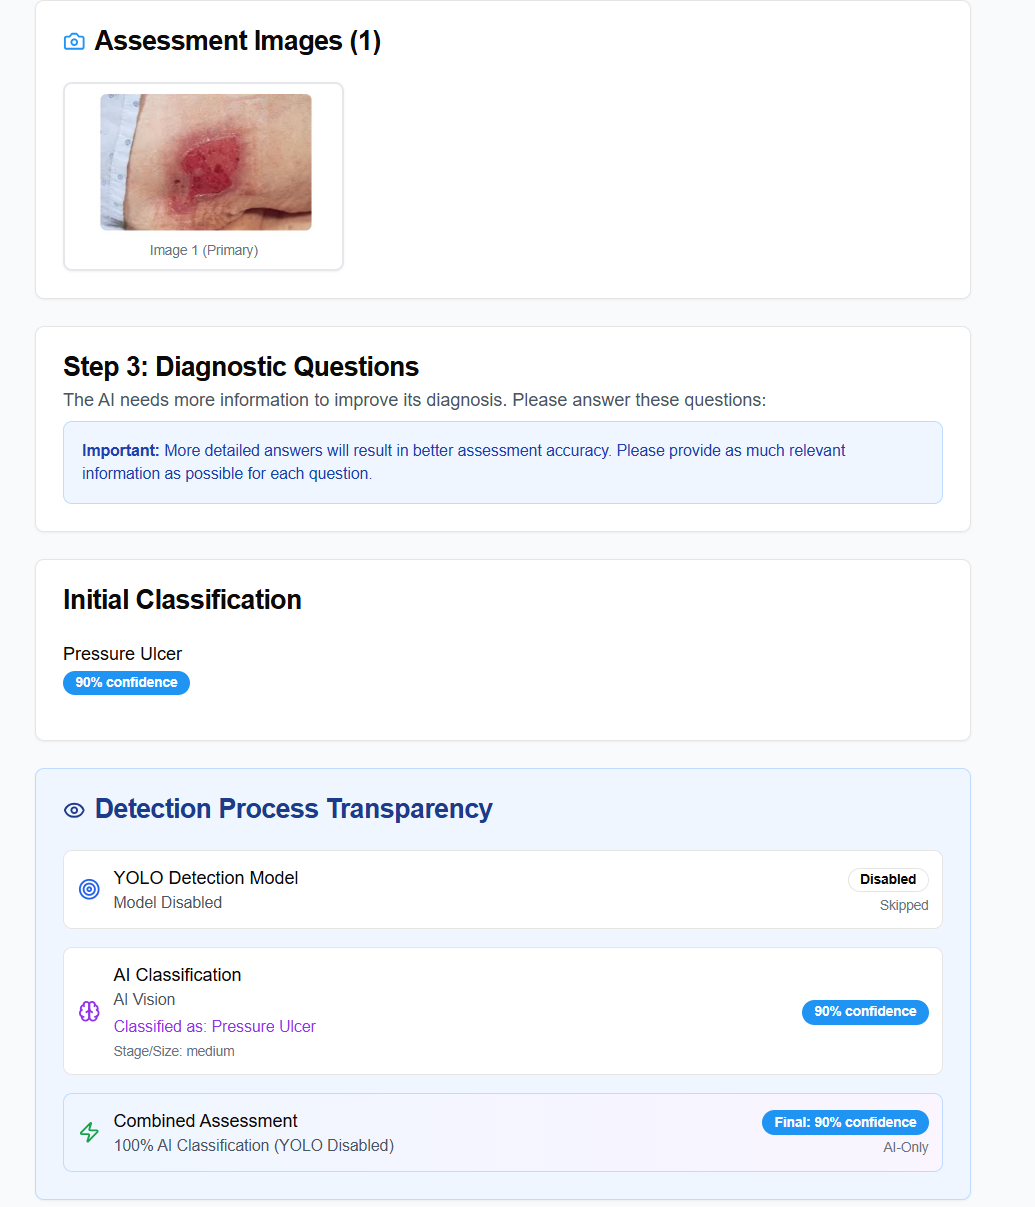 Assessment Images (1)
Image 1 (Primary)
Step 3: Diagnostic Questions
The AI needs more information to improve its diagnosis. Please answer these questions:
Important: More detailed answers will result in better assessment accuracy. Please provide as much relevant
information as possible for each question.
Initial Classification
Pressure Ulcer
90% confidence
Detection Process Transparency
YOLO Detection Model
Model Disabled
Disabled
Skipped
AI Classification
AI Vision
Classified as: Pressure Ulcer
Stage/Size: medium
90% confidence
Combined Assessment
100% AI Classification (YOLO Disabled)
Final: 90% confidence
AI-Only